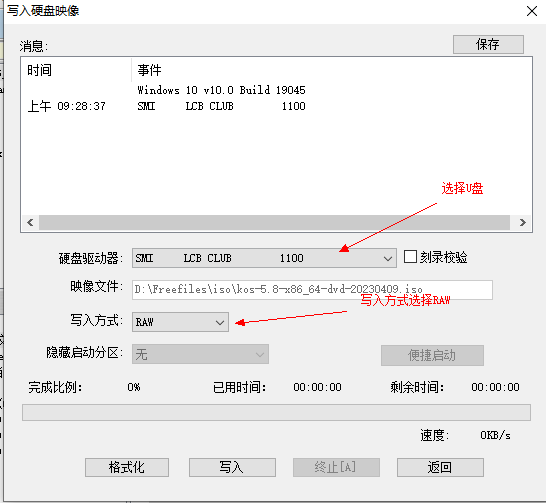 写入硬盘映像
消息:
保存
时间 事件
Windows 10 v10.0 Build 19045
上午 09:28:37 SMI LCB CLUB 1100
选择U盘
硬盘驱动器: SMI LCB CLUB 1100 刻录校验
映像文件: D:\Freefiles\iso\kos-5.8-x86_64-dvd-20230409.iso
写入方式选择RAW
写入方式: RAW
隐藏启动分区: 无 便捷启动
完成比例: 0% 已用时间: 00:00:00 剩余时间: 00:00:00
速度: 0KB/s
格式化 写入 终止[A] 返回